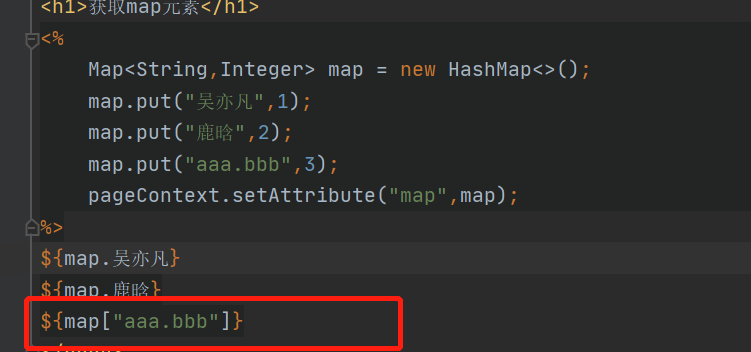 <h1>获取map元素</h1>
<%
Map<String,Integer> map = new HashMap<>();
map.put("吴亦凡",1);
map.put("鹿晗",2);
map.put("aaa.bbb",3);
pageContext.setAttribute("map",map);
%>
${map.吴亦凡}
${map.鹿晗}
${map["aaa.bbb"]}